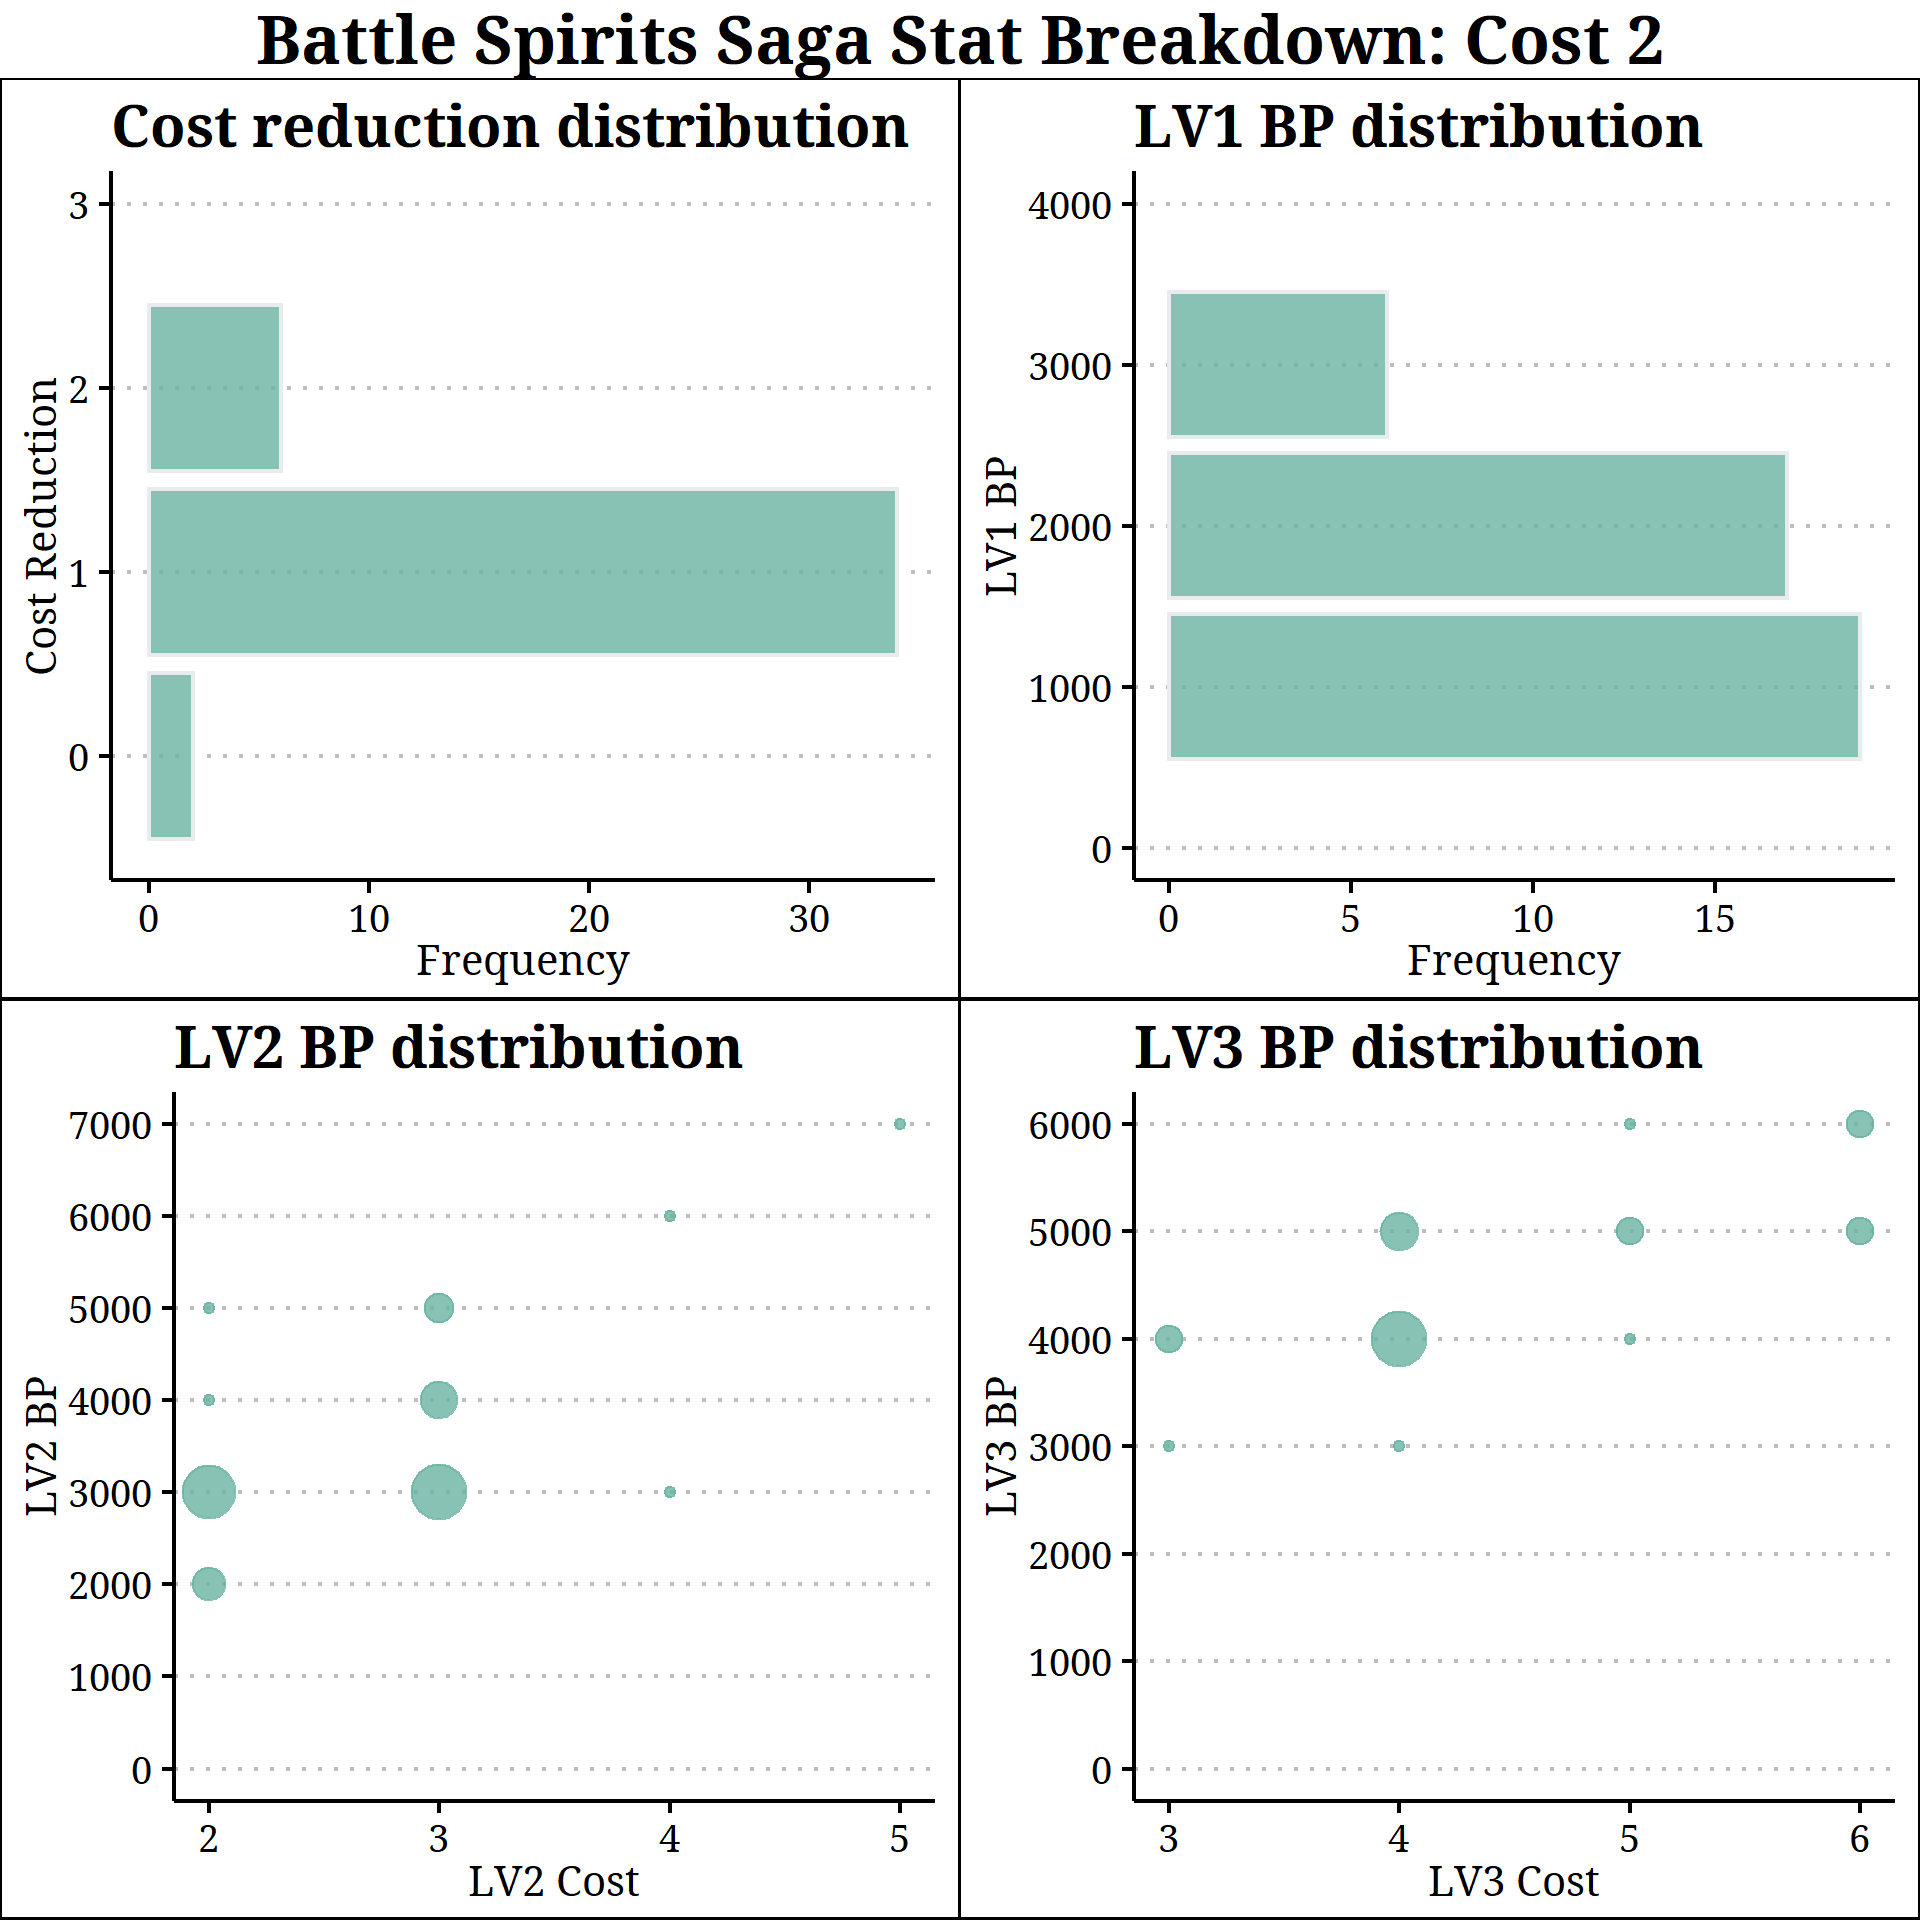 Battle Spirits Saga Stat Breakdown: Cost 2
Cost reduction distribution
3
2
1
0
Cost Reduction
0 10 20 30
Frequency
LV1 BP distribution
4000
3000
2000
1000
0
LV1 BP
0 5 10 15
Frequency
LV2 BP distribution
7000
6000
5000
4000
3000
2000
1000
0
LV2 BP
2 3 4 5
LV2 Cost
LV3 BP distribution
6000
5000
4000
3000
2000
1000
0
LV3 BP
3 4 5 6
LV3 Cost